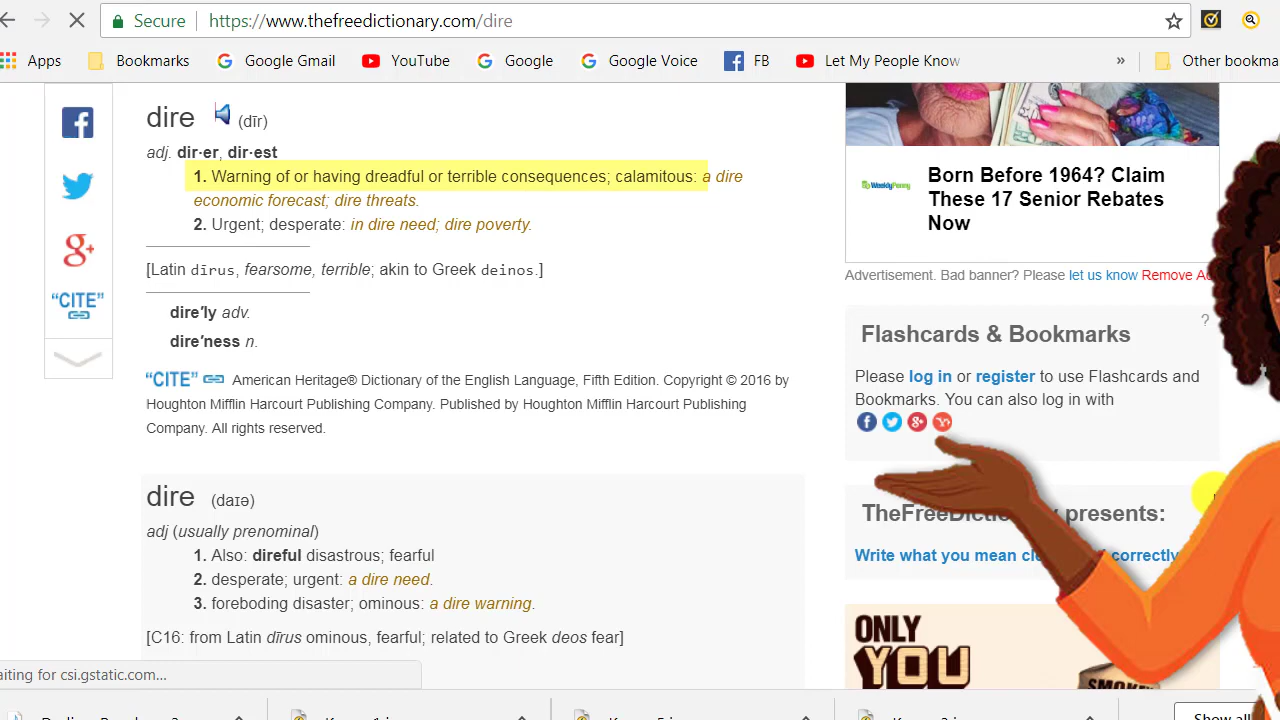 Secure https://www.thefreedictionary.com/dire
Apps Bookmarks Google Gmail YouTube Google Google Voice FB Let My People Know » Other bookma
dire (dīr)
adj. dir·er, dir·est
1. Warning of or having dreadful or terrible consequences; calamitous: a dire
economic forecast; dire threats.
2. Urgent; desperate: in dire need; dire poverty.
[Latin dīrus, fearsome, terrible; akin to Greek deinos.]
dire′ly adv.
dire′ness n.
“CITE” American Heritage® Dictionary of the English Language, Fifth Edition. Copyright © 2016 by
Houghton Mifflin Harcourt Publishing Company. Published by Houghton Mifflin Harcourt Publishing
Company. All rights reserved.
dire (daɪə)
adj (usually prenominal)
1. Also: direful disastrous; fearful
2. desperate; urgent: a dire need.
3. foreboding disaster; ominous: a dire warning.
[C16: from Latin dīrus ominous, fearful; related to Greek deos fear]
“CITE”
WeeklyPenny
Born Before 1964? Claim
These 17 Senior Rebates
Now
Advertisement. Bad banner? Please let us know Remove A
?
Flashcards & Bookmarks
Please log in or register to use Flashcards and
Bookmarks. You can also log in with
presents:
Write what you mean correctly
ONLY
YOU
aiting for csi.gstatic.com...
Show all